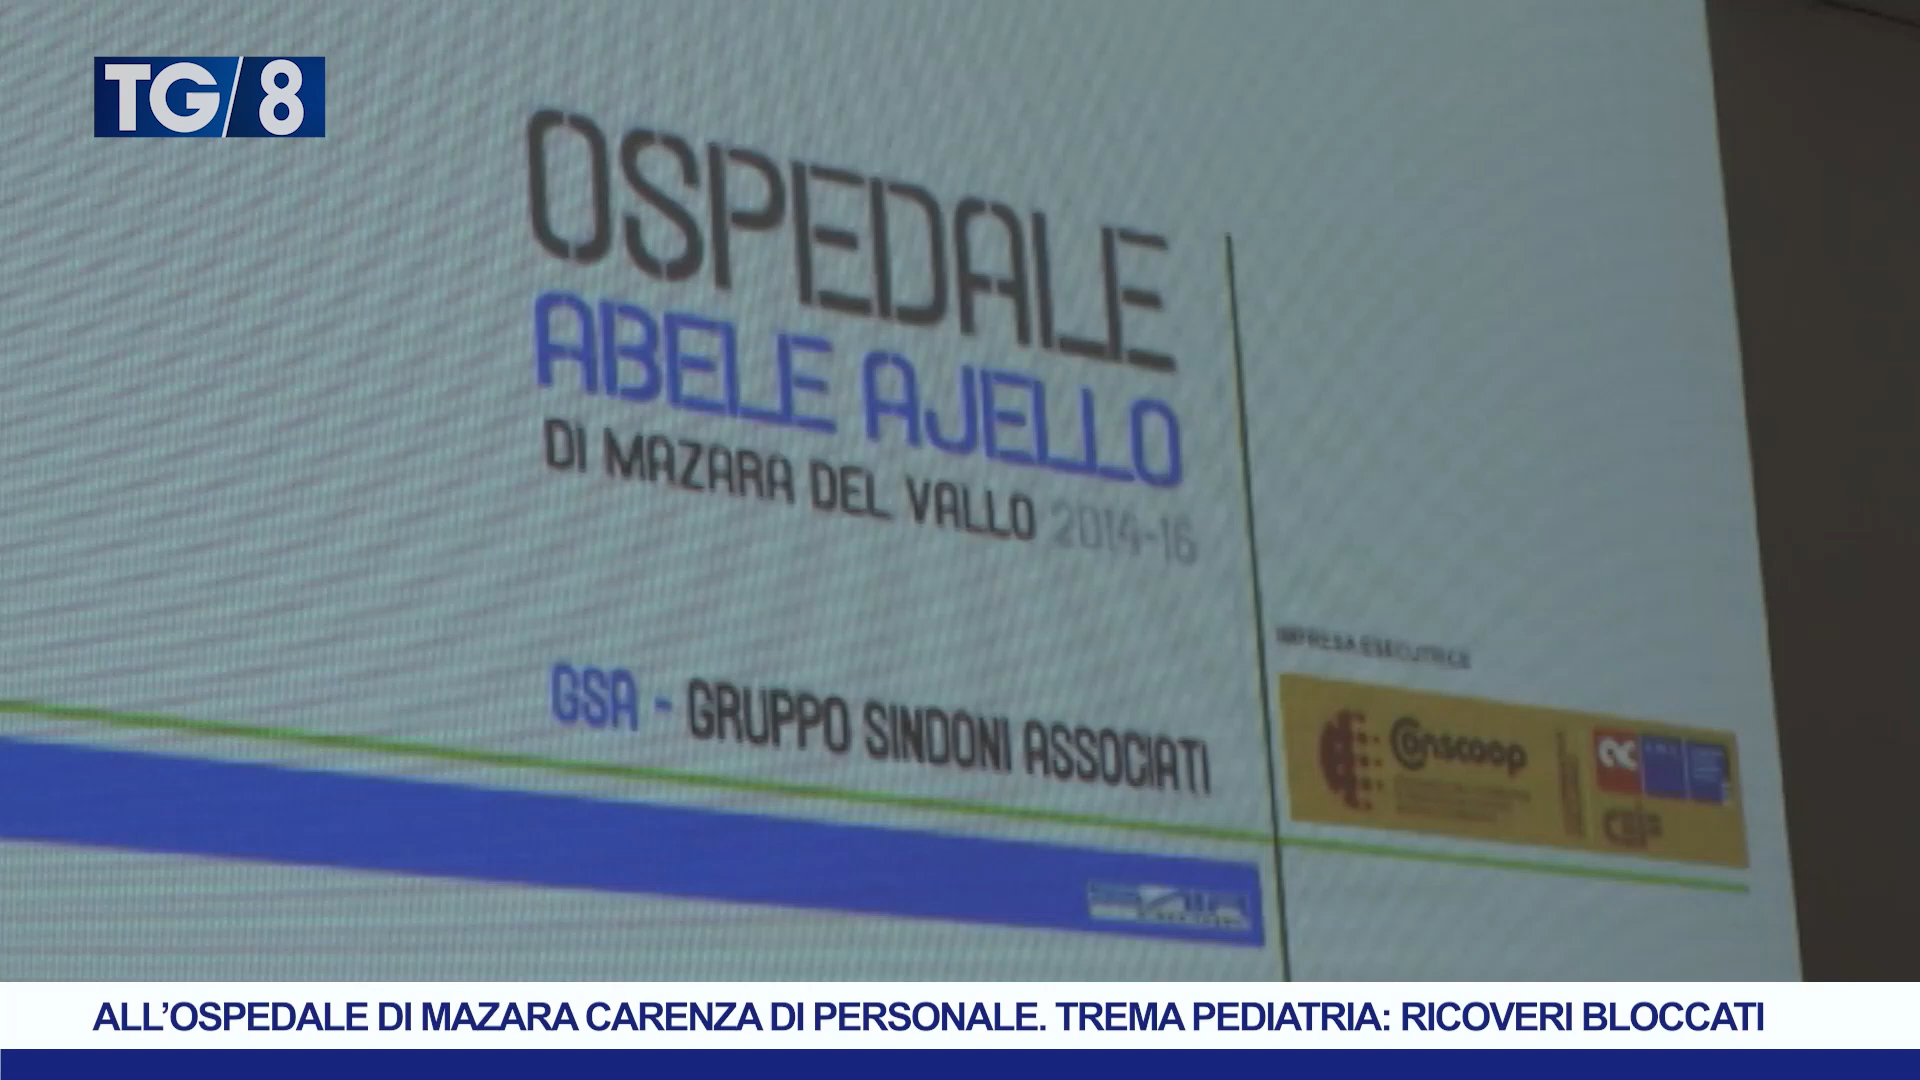 TG/8
OSPEDALE
ABELE AJELLO
DI MAZARA DEL VALLO 2014-16
IMPRESA ESECUTRICE
GSA - GRUPPO SINDONI ASSOCIATI
Conscoop
ALL'OSPEDALE DI MAZARA CARENZA DI PERSONALE. TREMA PEDIATRIA: RICOVERI BLOCCATI